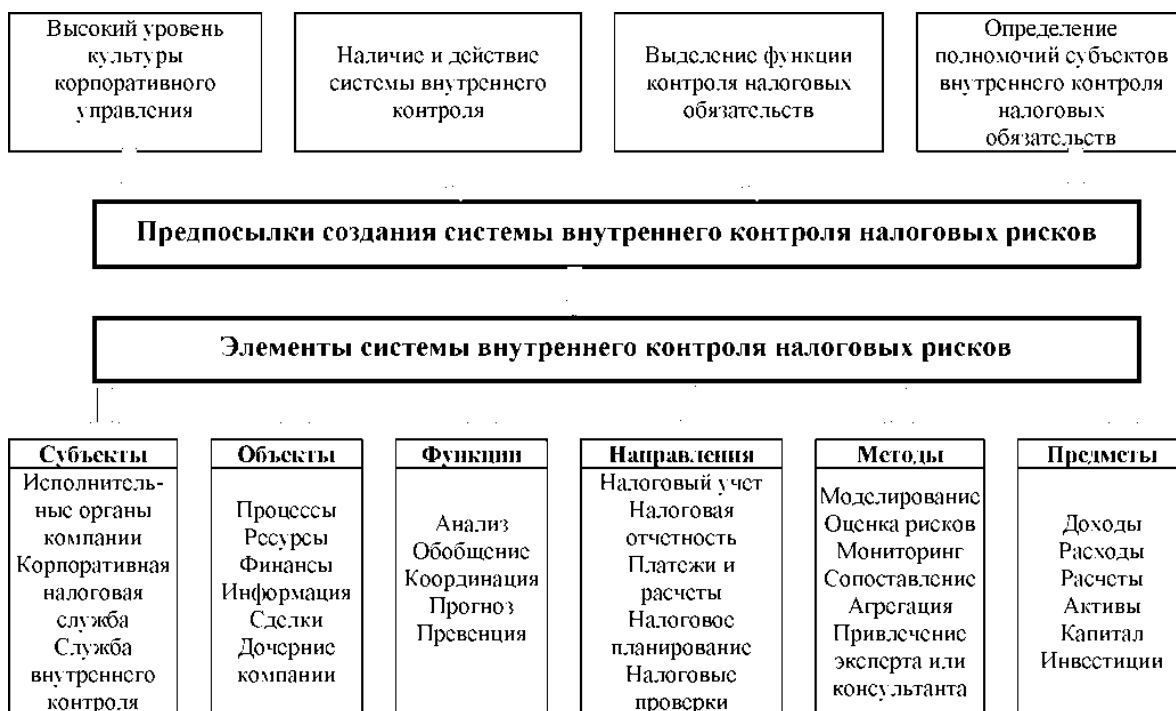 Высокий уровень
культуры
корпоративного
управления
Наличие и действие
системы внутреннего
контроля
Выделение функции
контроля налоговых
обязательств
Определение
полномочий субъектов
внутреннего контроля
налоговых
обязательств
Предпосылки создания системы внутреннего контроля налоговых рисков
Элементы системы внутреннего контроля налоговых рисков
Субъекты
Исполнитель-
ные органы
компании
Корпоративная
налоговая
служба
Служба
внутреннего
контроля
Объекты
Процессы
Ресурсы
Финансы
Информация
Сделки
Дочерние
компании
Функции
Анализ
Обобщение
Координация
Прогноз
Превенция
Направления
Налоговый учет
Налоговая
отчетность
Платежи и
расчеты
Налоговое
планирование
Налоговые
проверки
Методы
Моделирование
Оценка рисков
Мониторинг
Сопоставление
Агрегация
Привлечение
эксперта или
консультанта
Предметы
Доходы
Расходы
Расчеты
Активы
Капитал
Инвестиции